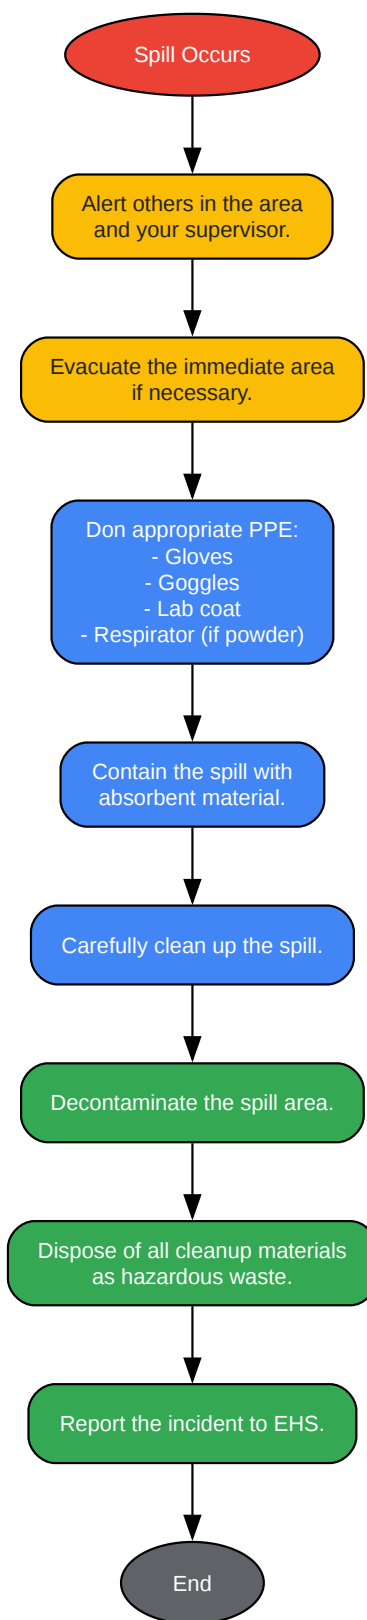 Spill Occurs
Alert others in the area
and your supervisor.
Evacuate the immediate area
if necessary.
Don appropriate PPE:
- Gloves
- Goggles
- Lab coat
- Respirator (if powder)
Contain the spill with
absorbent material.
Carefully clean up the spill.
Decontaminate the spill area.
Dispose of all cleanup materials
as hazardous waste.
Report the incident to EHS.
End